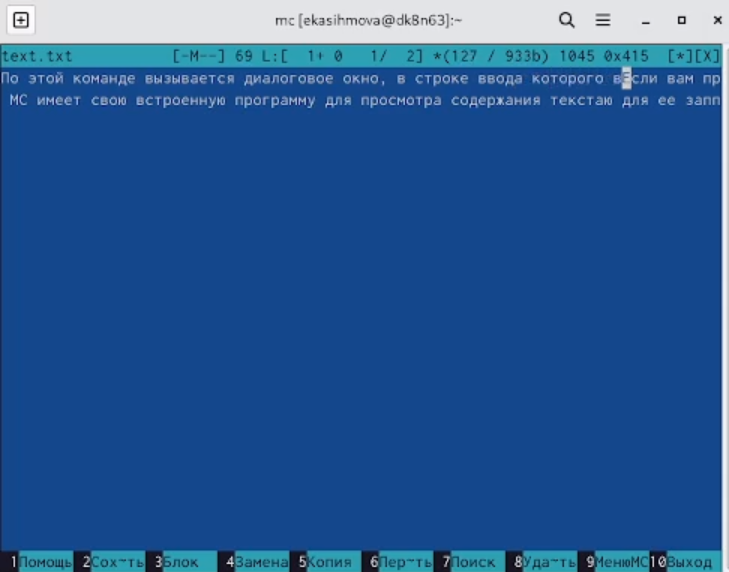 mc [ekasihmova@dk8n63]:~
text.txt [-M--] 69 L:[ 1+ 0 1/ 2] *(127 / 933b) 1045 0x415 [*][X]
По этой команде вызывается диалоговое окно, в строке ввода которого вЕсли вам пр
МС имеет свою встроенную программу для просмотра содержания текстаю для ее запп
1Помощь 2Сох~ть 3Блок 4Замена 5Копия 6Пер~ть 7Поиск 8Уда~ть 9МенюMC 10Выход